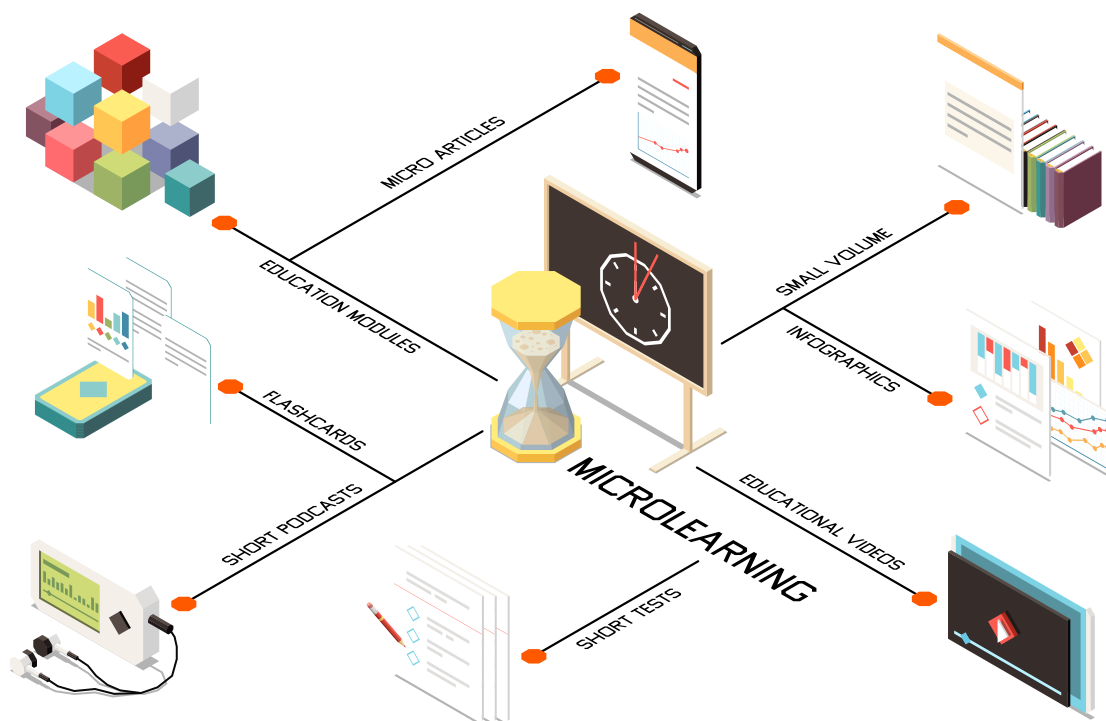 MICRO ARTICLES
SMALL VOLUME
EDUCATION MODULES
INFOGRAPHICS
FLASHCARDS
SHORT PODCASTS
MICROLEARNING
EDUCATIONAL VIDEOS
SHORT TESTS